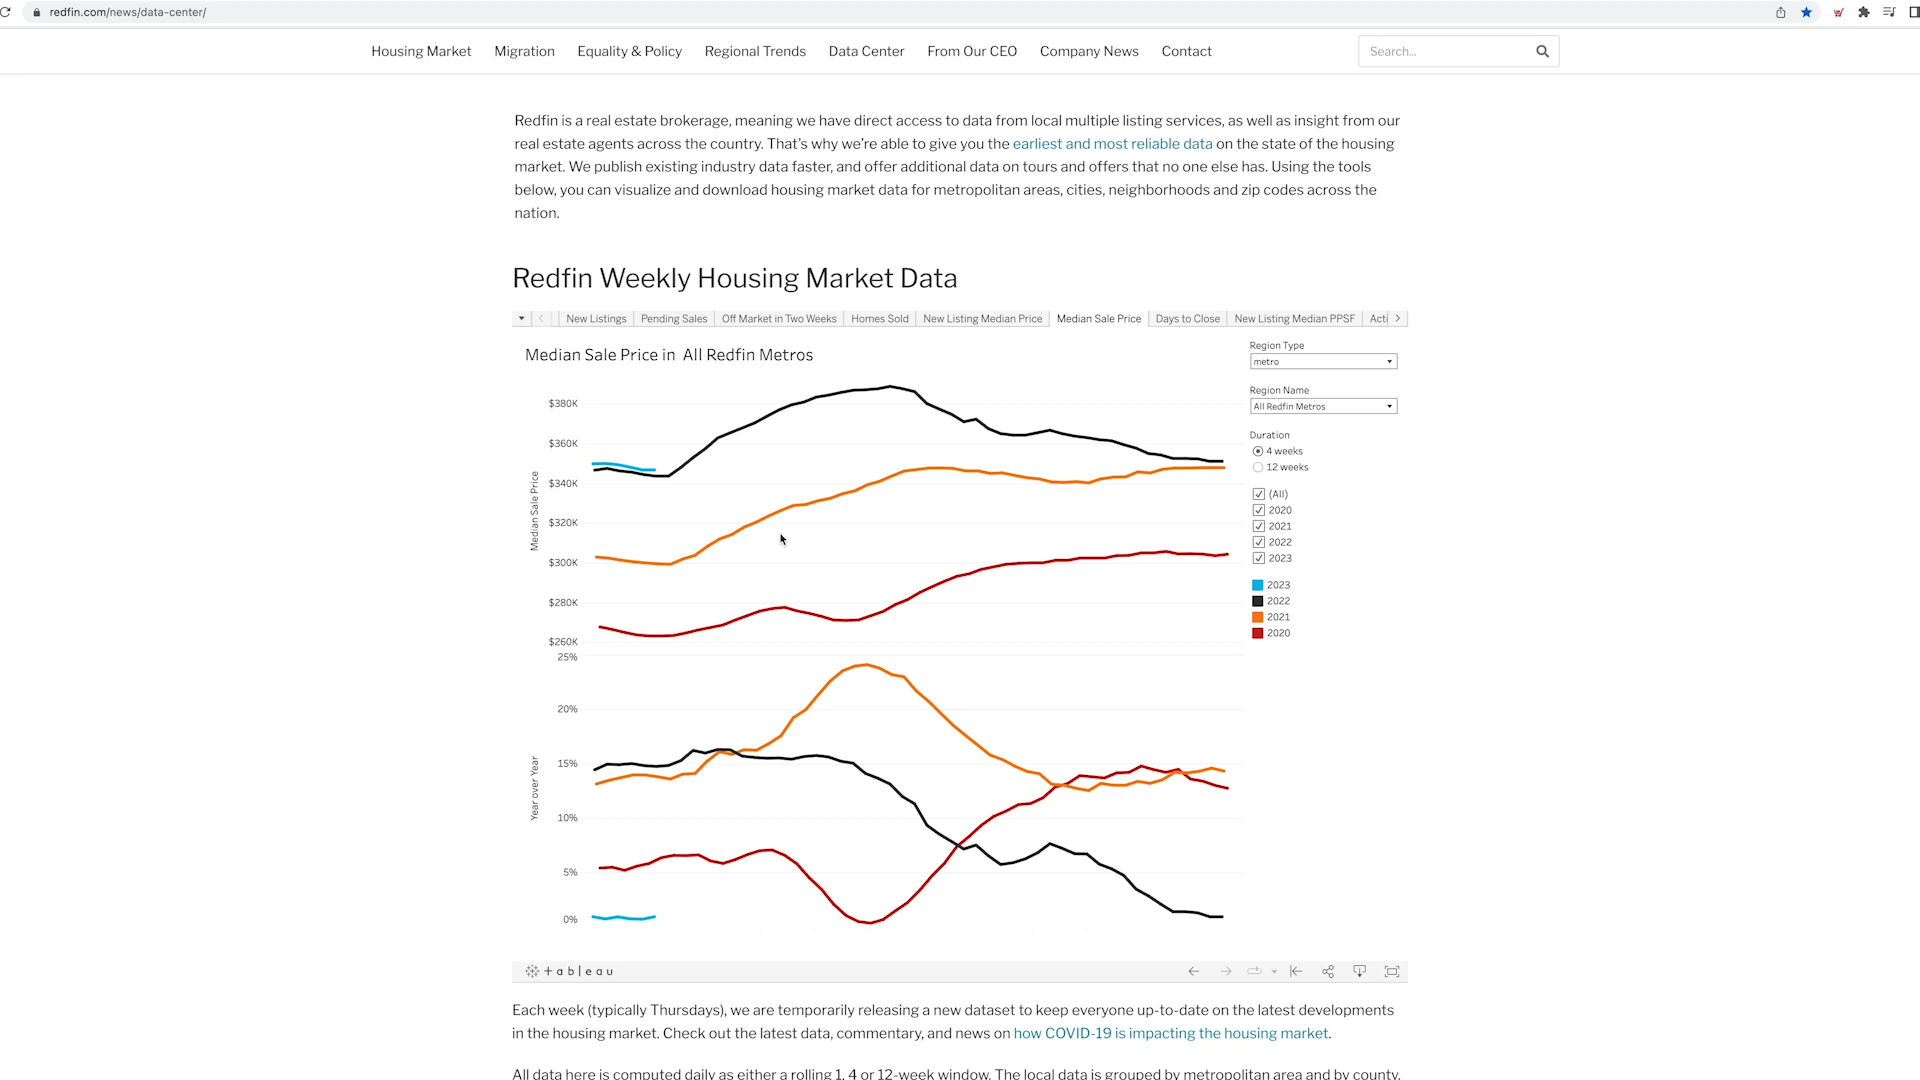 redfin.com/news/data-center/
Housing Market Migration Equality & Policy Regional Trends Data Center From Our CEO Company News Contact Search...
Redfin is a real estate brokerage, meaning we have direct access to data from local multiple listing services, as well as insight from our
real estate agents across the country. That's why we're able to give you the earliest and most reliable data on the state of the housing
market. We publish existing industry data faster, and offer additional data on tours and offers that no one else has. Using the tools
below, you can visualize and download housing market data for metropolitan areas, cities, neighborhoods and zip codes across the
nation.
Redfin Weekly Housing Market Data
New Listings Pending Sales Off Market in Two Weeks Homes Sold New Listing Median Price Median Sale Price Days to Close New Listing Median PPSF Acti
Median Sale Price in All Redfin Metros
Region Type
metro
Region Name
All Redfin Metros
Duration
4 weeks
12 weeks
(All)
2020
2021
2022
2023
2023
2022
2021
2020
Median Sale Price
$380K
$360K
$340K
$320K
$300K
$280K
$260K
Year over Year
25%
20%
15%
10%
5%
0%
+ a b l e a u
Each week (typically Thursdays), we are temporarily releasing a new dataset to keep everyone up-to-date on the latest developments
in the housing market. Check out the latest data, commentary, and news on how COVID-19 is impacting the housing market.
All data here is computed daily as either a rolling 1, 4 or 12-week window. The local data is grouped by metropolitan area and by county.